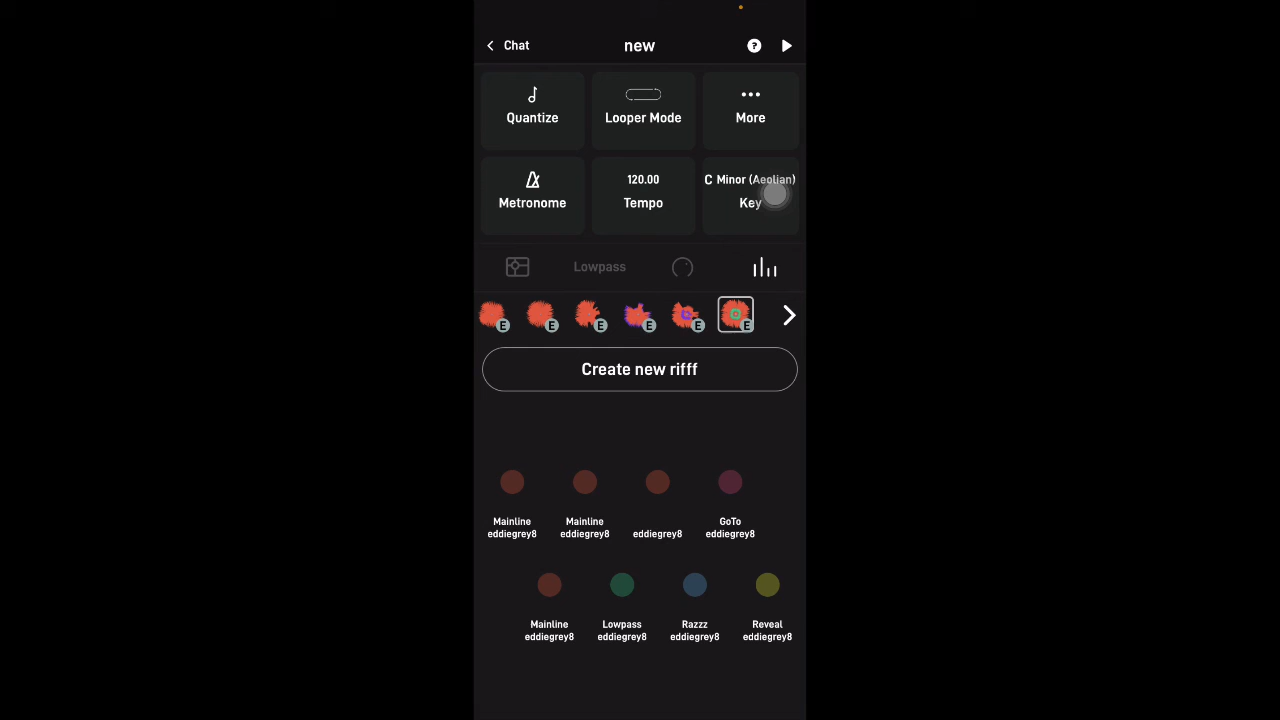 Chat
new
?
Quantize
Looper Mode
More
Metronome
120.00
Tempo
C Minor (Aeolian)
Key
Lowpass
E E E E E E
Create new rifff
Mainline
eddiegrey8
Mainline
eddiegrey8
eddiegrey8
GoTo
eddiegrey8
Mainline
eddiegrey8
Lowpass
eddiegrey8
Razzz
eddiegrey8
Reveal
eddiegrey8